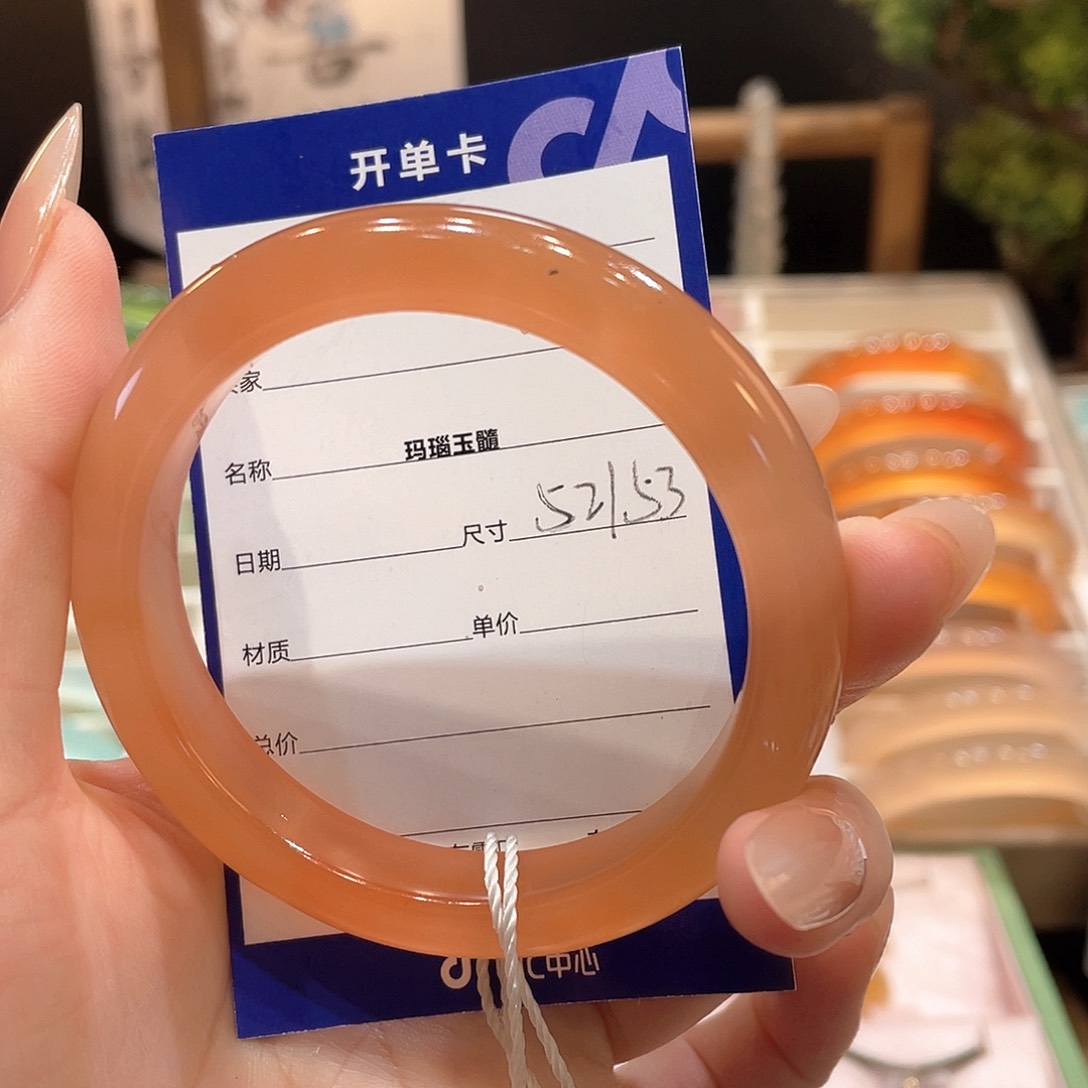 开单卡
家
名称 玛瑙玉髓
日期 尺寸 52/53
材质 单价
总价
中心